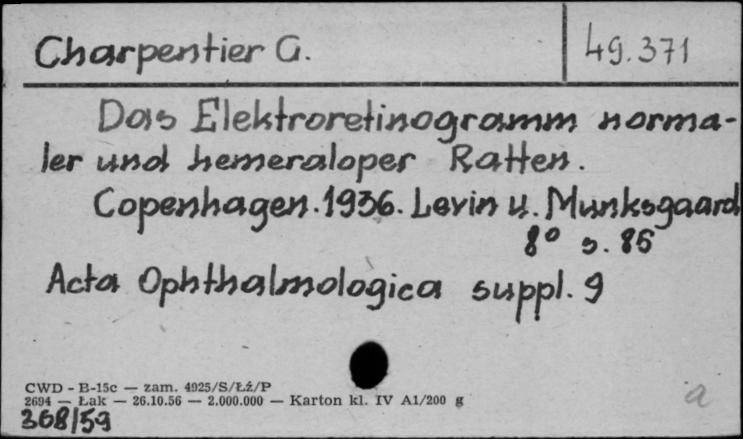 Charpentier G.
49.371
Das Elektroretinogramm norma-
ler und hemeraloper Ratten.
Copenhagen. 1936. Levin u. Munksgaard
8° s. 85
Acta Ophthalmologica suppl. 9
CWD - B-15c — zam. 4925/S/Łź/P
2694 — Łak — 26.10.56 — 2.000.000 — Karton kl. IV A1/200 g
368/59
a